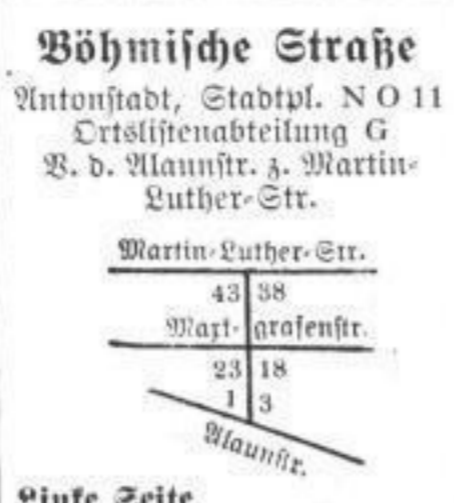 Böhmische Straße
Antonstadt, Stadtpl. N O 11
Ortslistenabteilung G
V. d. Alaunstr. z. Martin-
Luther-Str.
Martin-Luther-Str.
43 38
Markgrafenstr.
23 18
1 3
Alaunstr.
Linke Seite